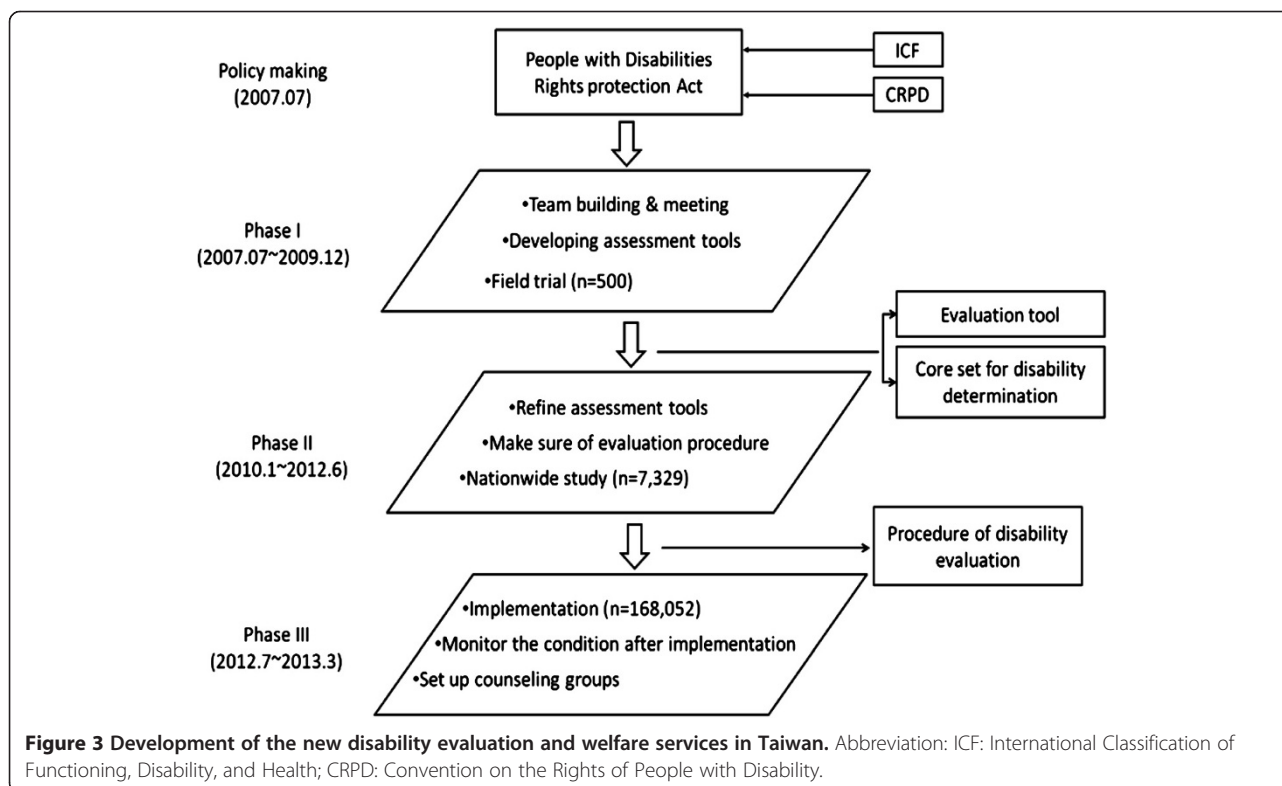 Policy making
(2007.07)
People with Disabilities
Rights protection Act
ICF
CRPD
Phase I
(2007.07~2009.12)
•Team building & meeting
•Developing assessment tools
•Field trial (n=500)
Evaluation tool
Core set for disability
determination
Phase II
(2010.1~2012.6)
•Refine assessment tools
•Make sure of evaluation procedure
•Nationwide study (n=7,329)
Procedure of disability
evaluation
Phase III
(2012.7~2013.3)
•Implementation (n=168,052)
•Monitor the condition after implementation
•Set up counseling groups
Figure 3 Development of the new disability evaluation and welfare services in Taiwan. Abbreviation: ICF: International Classification of
Functioning, Disability, and Health; CRPD: Convention on the Rights of People with Disability.